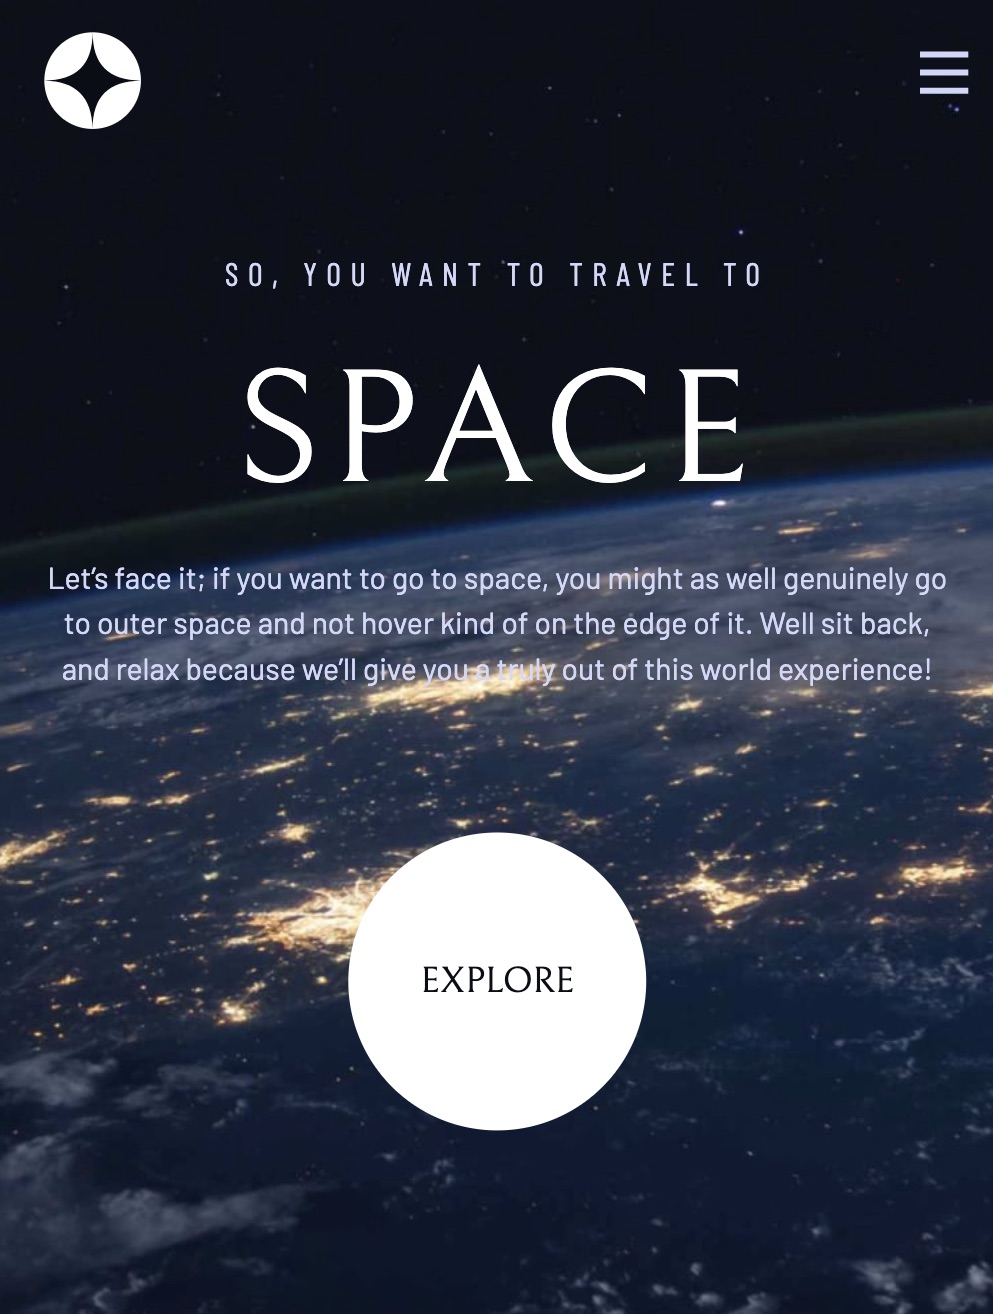 SO, YOU WANT TO TRAVEL TO
SPACE
Let’s face it; if you want to go to space, you might as well genuinely go
to outer space and not hover kind of on the edge of it. Well sit back,
and relax because we’ll give you a truly out of this world experience!
EXPLORE